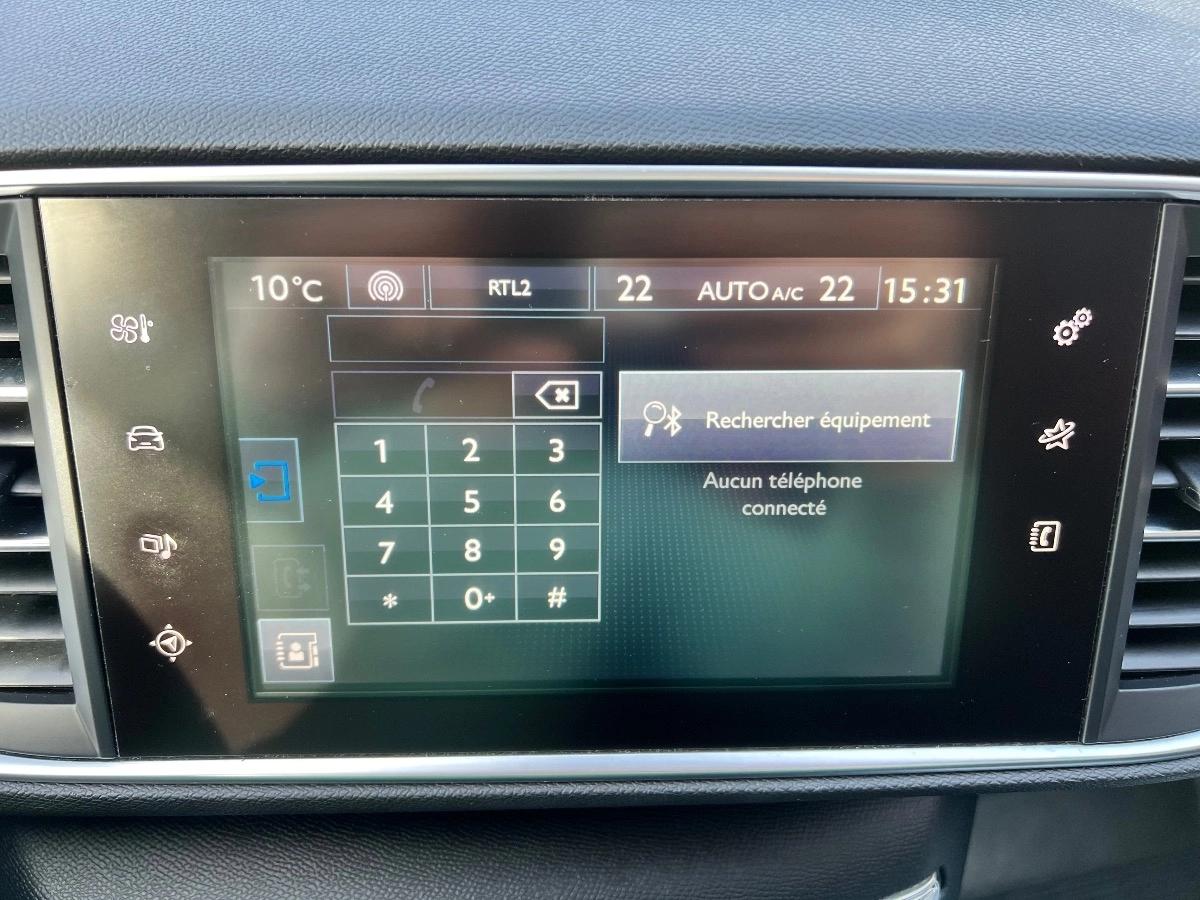 10°C RTL2 22 AUTO A/C 22 15:31
Rechercher équipement
Aucun téléphone
connecté
1 2 3
4 5 6
7 8 9
* 0+ #